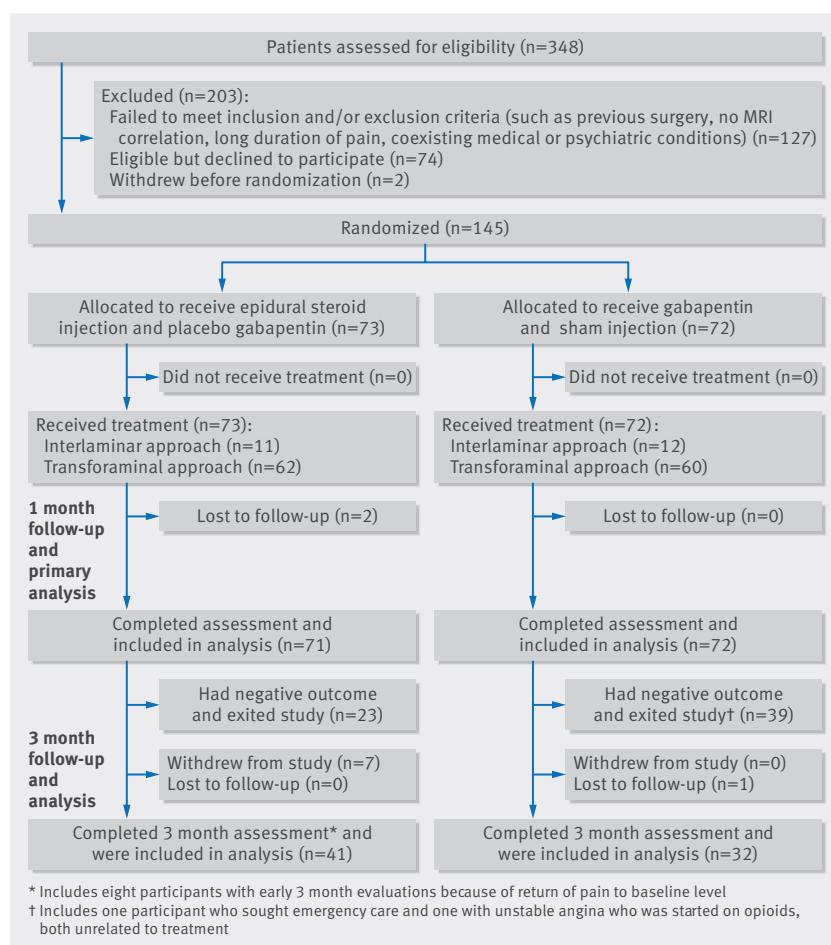 Patients assessed for eligibility (n=348)
Excluded (n=203):
Failed to meet inclusion and/or exclusion criteria (such as previous surgery, no MRI
correlation, long duration of pain, coexisting medical or psychiatric conditions) (n=127)
Eligible but declined to participate (n=74)
Withdrew before randomization (n=2)
Randomized (n=145)
Allocated to receive epidural steroid
injection and placebo gabapentin (n=73)
Allocated to receive gabapentin
and sham injection (n=72)
Did not receive treatment (n=0)
Did not receive treatment (n=0)
Received treatment (n=73):
Interlaminar approach (n=11)
Transforaminal approach (n=62)
Received treatment (n=72):
Interlaminar approach (n=12)
Transforaminal approach (n=60)
1 month
follow-up
and
primary
analysis
Lost to follow-up (n=2)
Lost to follow-up (n=0)
Completed assessment and
included in analysis (n=71)
Completed assessment and
included in analysis (n=72)
Had negative outcome
and exited study (n=23)
Had negative outcome
and exited study† (n=39)
3 month
follow-up
and
analysis
Withdrew from study (n=7)
Lost to follow-up (n=0)
Withdrew from study (n=0)
Lost to follow-up (n=1)
Completed 3 month assessment* and
were included in analysis (n=41)
Completed 3 month assessment and
were included in analysis (n=32)
* Includes eight participants with early 3 month evaluations because of return of pain to baseline level
† Includes one participant who sought emergency care and one with unstable angina who was started on opioids,
both unrelated to treatment